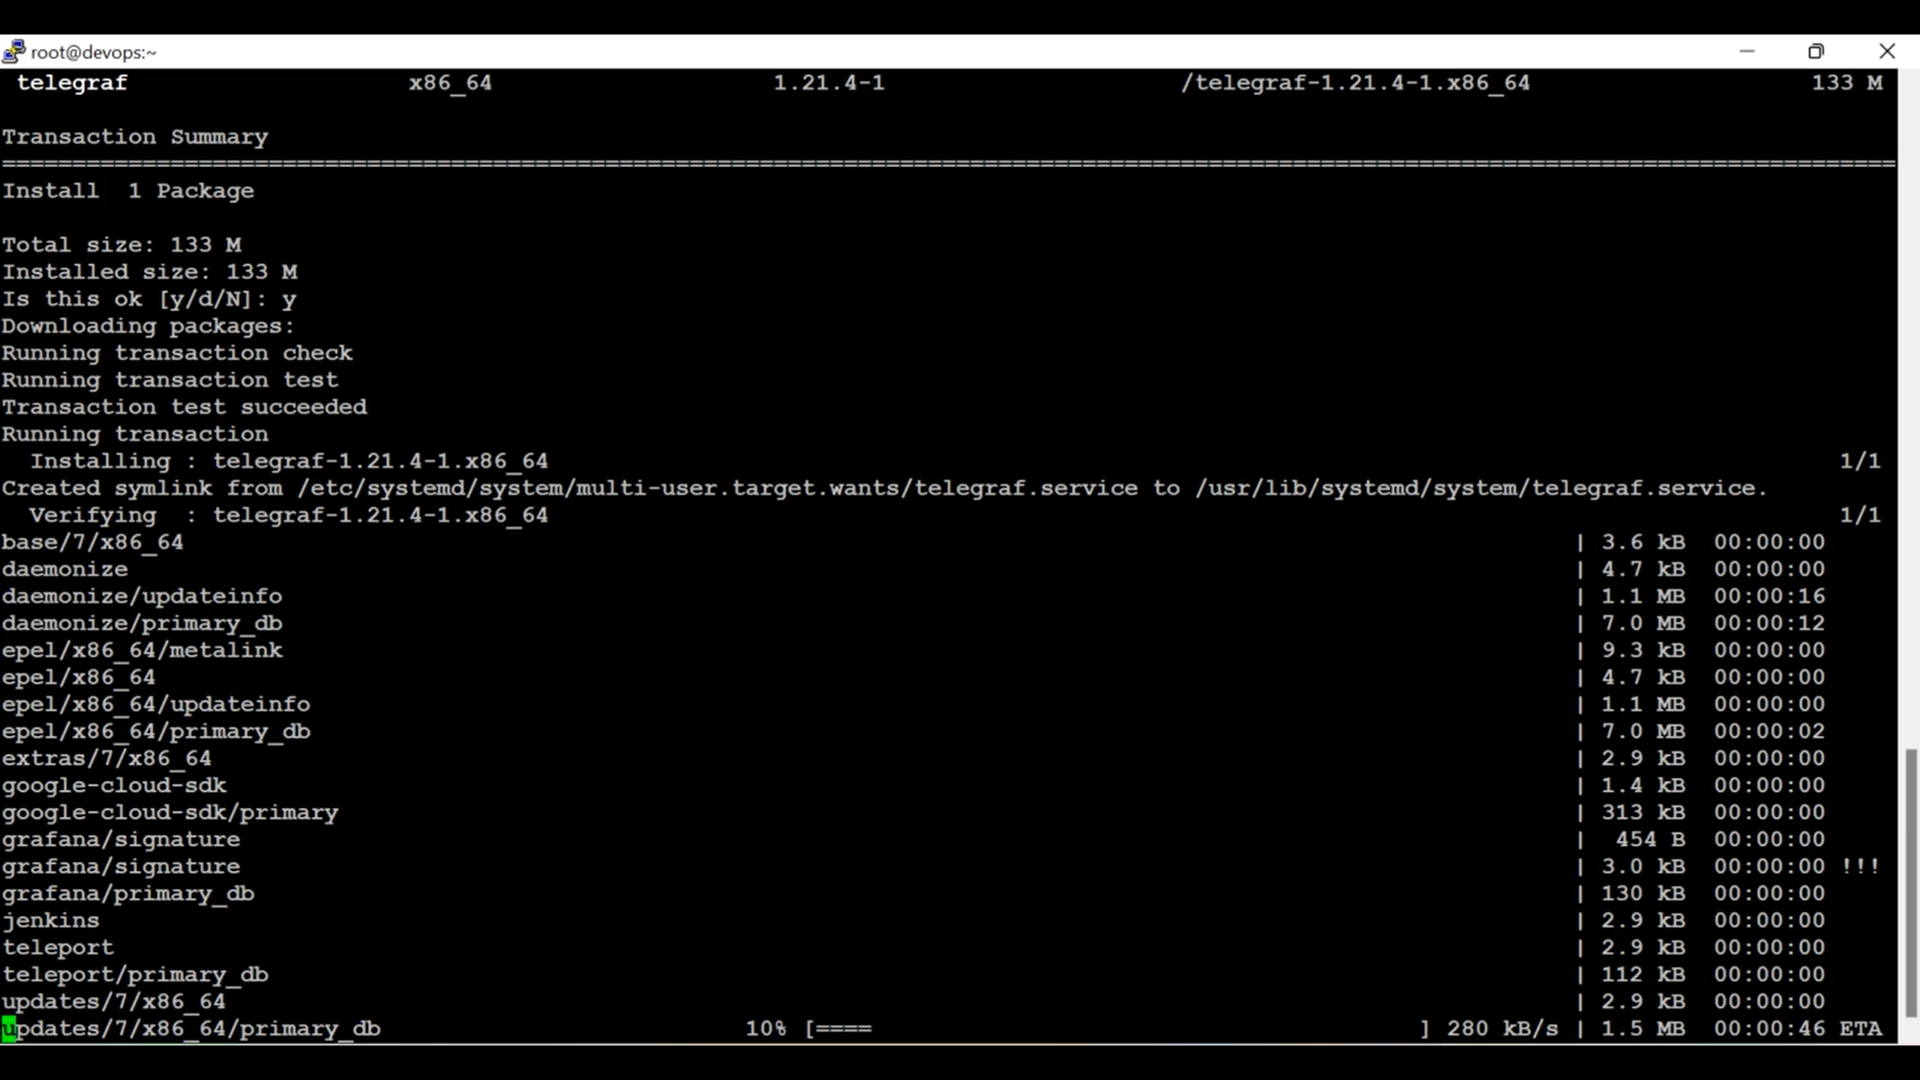 root@devops:~
telegraf x86_64 1.21.4-1 /telegraf-1.21.4-1.x86_64 133 M
Transaction Summary
================================================================================
Install  1 Package
Total size: 133 M
Installed size: 133 M
Is this ok [y/d/N]: y
Downloading packages:
Running transaction check
Running transaction test
Transaction test succeeded
Running transaction
Installing : telegraf-1.21.4-1.x86_64 1/1
Created symlink from /etc/systemd/system/multi-user.target.wants/telegraf.service to /usr/lib/systemd/system/telegraf.service.
Verifying  : telegraf-1.21.4-1.x86_64 1/1
base/7/x86_64 | 3.6 kB  00:00:00
daemonize | 4.7 kB  00:00:00
daemonize/updateinfo | 1.1 MB  00:00:16
daemonize/primary_db | 7.0 MB  00:00:12
epel/x86_64/metalink | 9.3 kB  00:00:00
epel/x86_64 | 4.7 kB  00:00:00
epel/x86_64/updateinfo | 1.1 MB  00:00:00
epel/x86_64/primary_db | 7.0 MB  00:00:02
extras/7/x86_64 | 2.9 kB  00:00:00
google-cloud-sdk | 1.4 kB  00:00:00
google-cloud-sdk/primary | 313 kB  00:00:00
grafana/signature |  454 B  00:00:00
grafana/signature | 3.0 kB  00:00:00 !!!
grafana/primary_db | 130 kB  00:00:00
jenkins | 2.9 kB  00:00:00
teleport | 2.9 kB  00:00:00
teleport/primary_db | 112 kB  00:00:00
updates/7/x86_64 | 2.9 kB  00:00:00
updates/7/x86_64/primary_db 10% [==== ] 280 kB/s | 1.5 MB  00:00:46 ETA